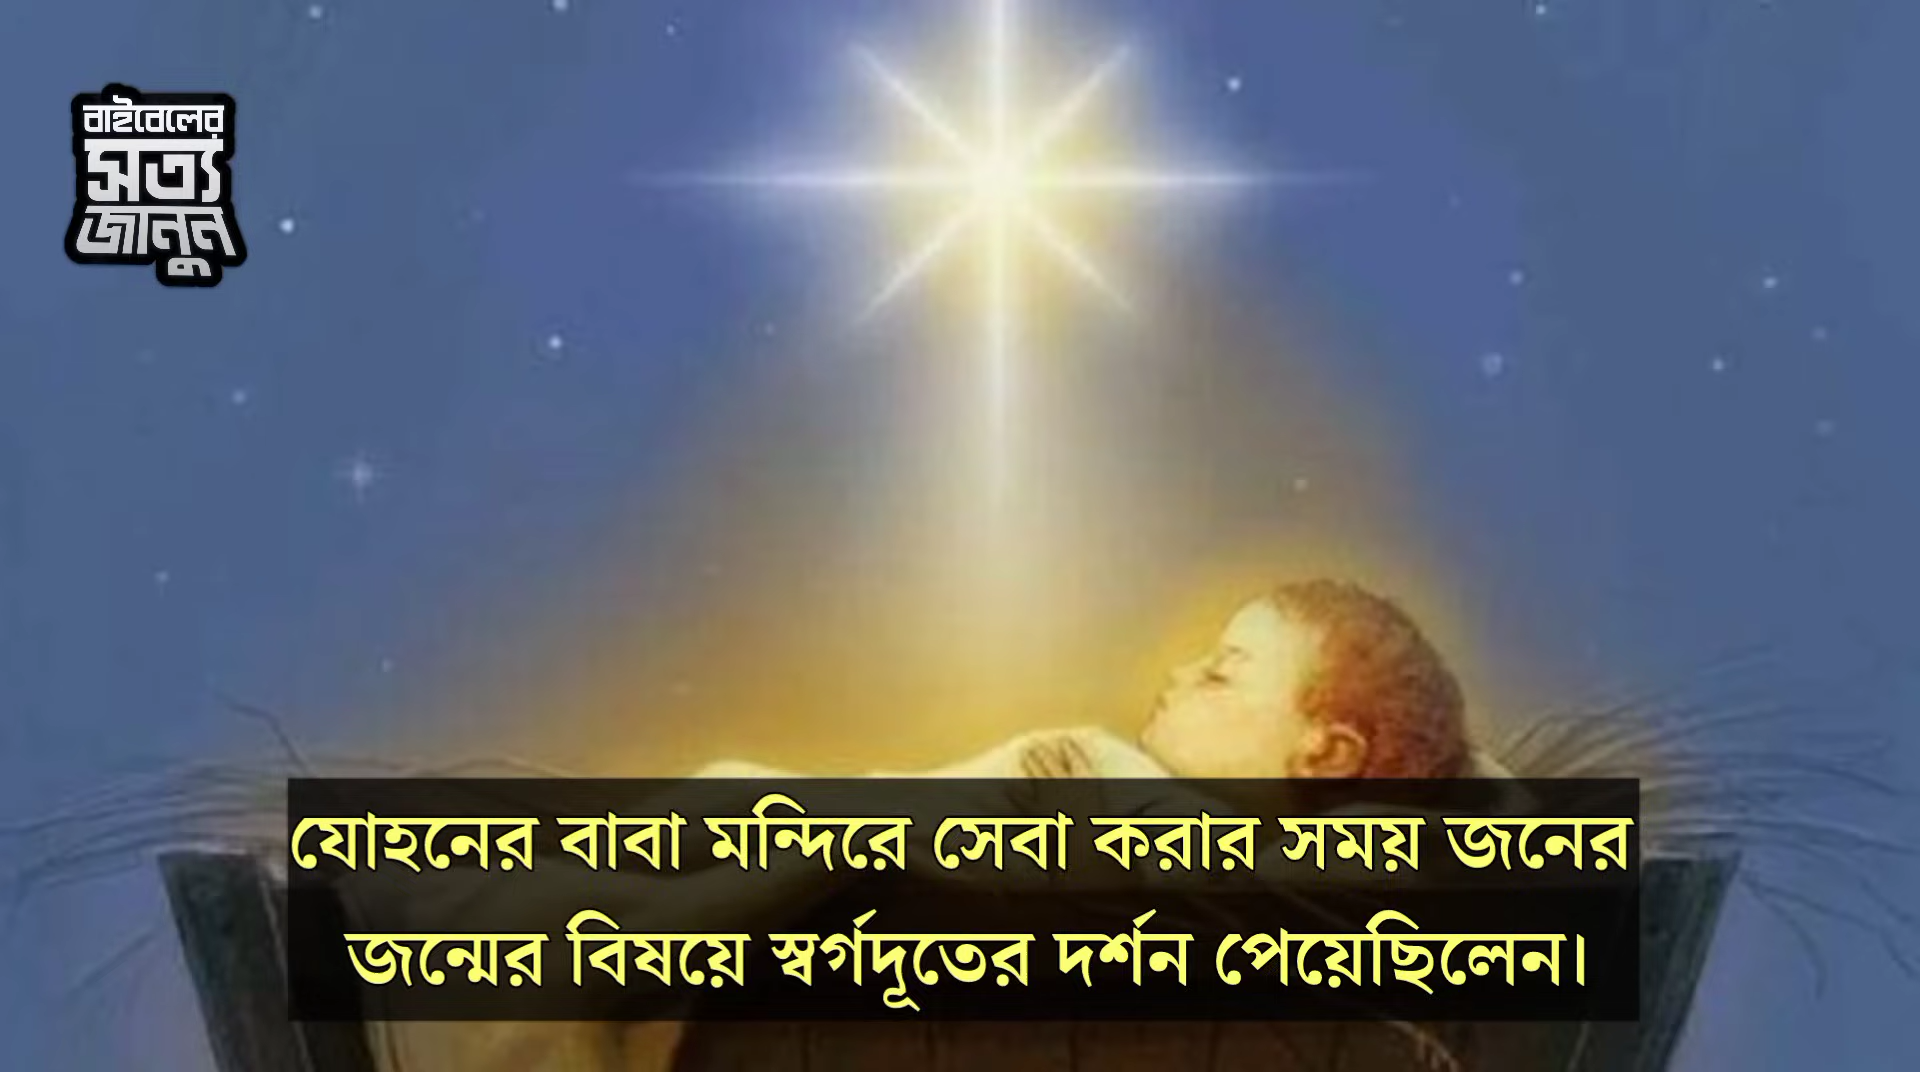 বাইবেলের
সত্য
জানুন
যোহনের বাবা মন্দিরে সেবা করার সময় জনের
জন্মের বিষয়ে স্বর্গদূতের দর্শন পেয়েছিলেন।